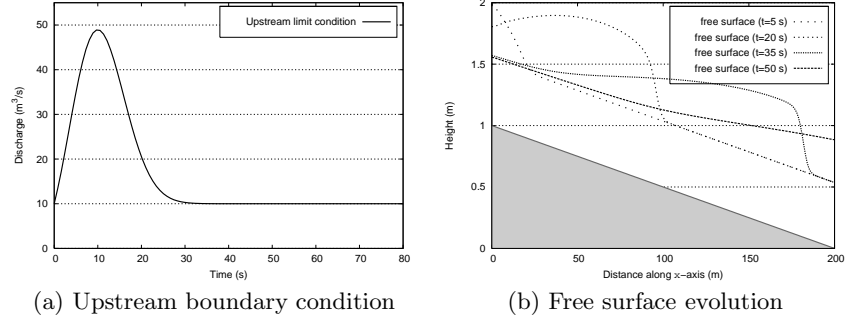 Upstream limit condition
50
40
30
20
10
0
Discharge (m³/s)
0 10 20 30 40 50 60 70 80
Time (s)
(a) Upstream boundary condition
free surface (t=5 s)
free surface (t=20 s)
free surface (t=35 s)
free surface (t=50 s)
2
1.5
1
0.5
0
Height (m)
0 50 100 150 200
Distance along x-axis (m)
(b) Free surface evolution